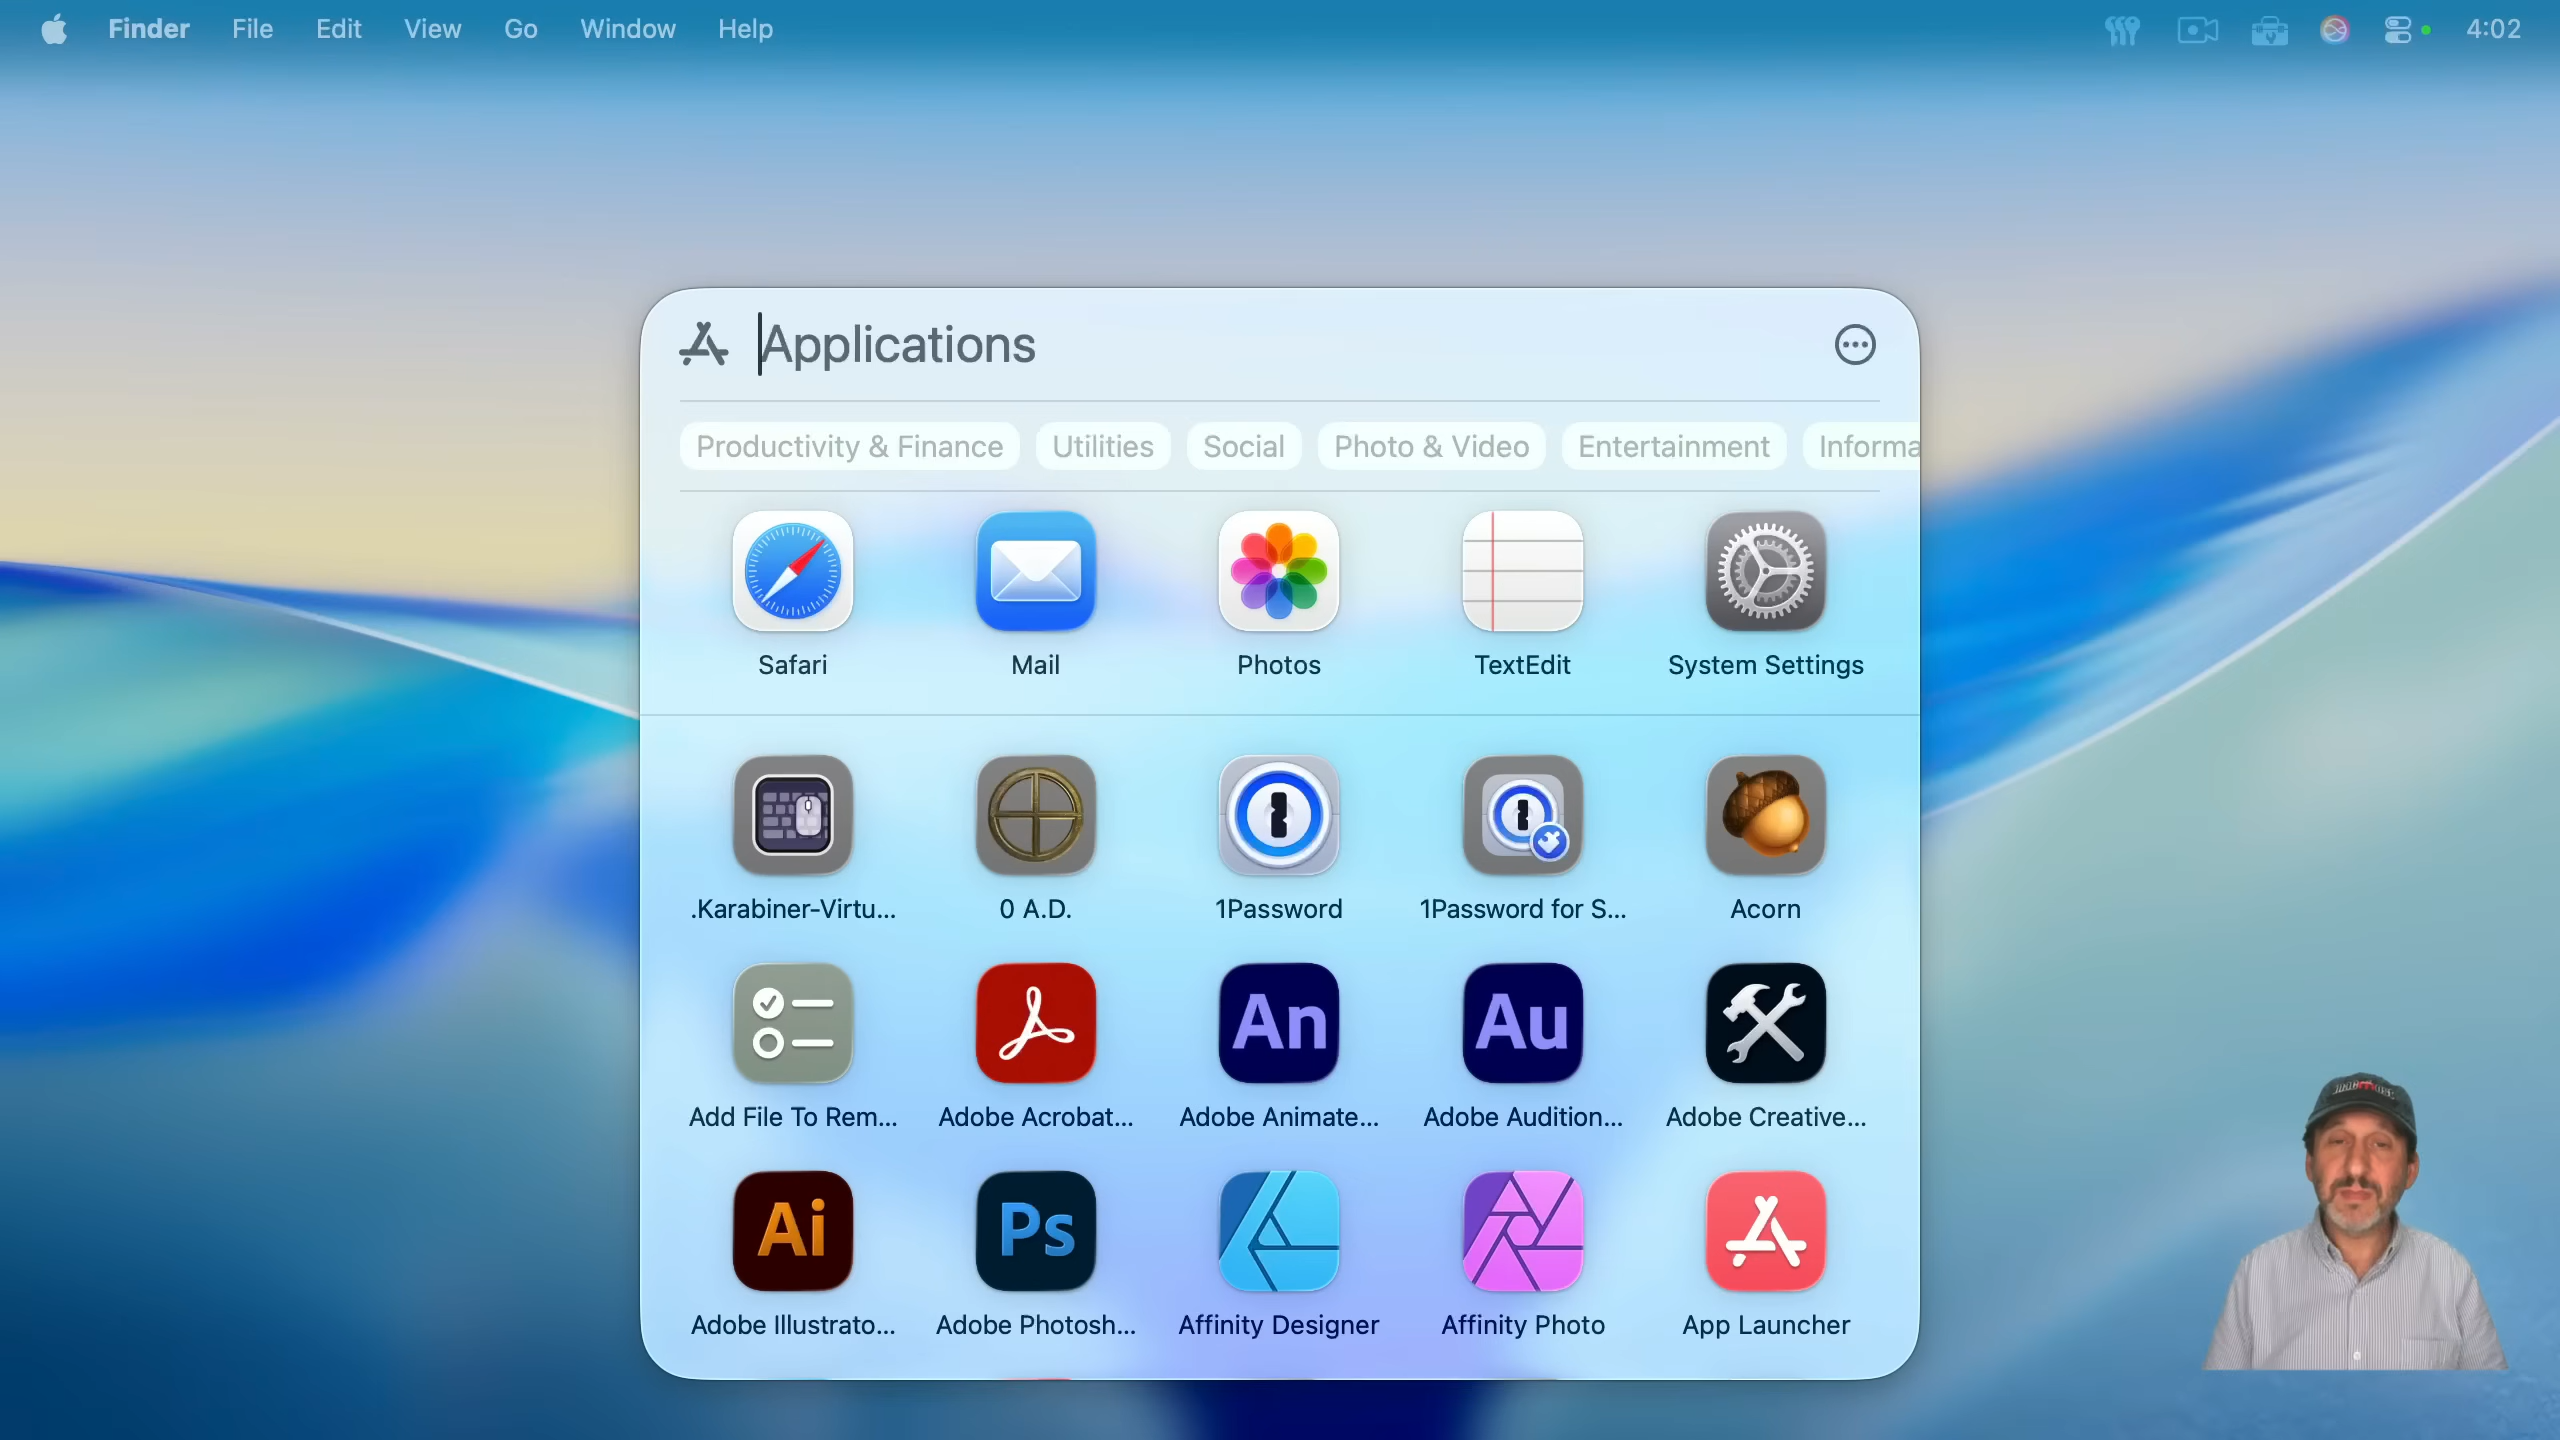 Finder File Edit View Go Window Help 4:02
Applications
Productivity & Finance Utilities Social Photo & Video Entertainment Informa
Safari Mail Photos TextEdit System Settings
.Karabiner-Virtu... 0 A.D. 1Password 1Password for S... Acorn
An Au
Add File To Rem... Adobe Acrobat... Adobe Animate... Adobe Audition... Adobe Creative...
Ai Ps
Adobe Illustrato... Adobe Photosh... Affinity Designer Affinity Photo App Launcher